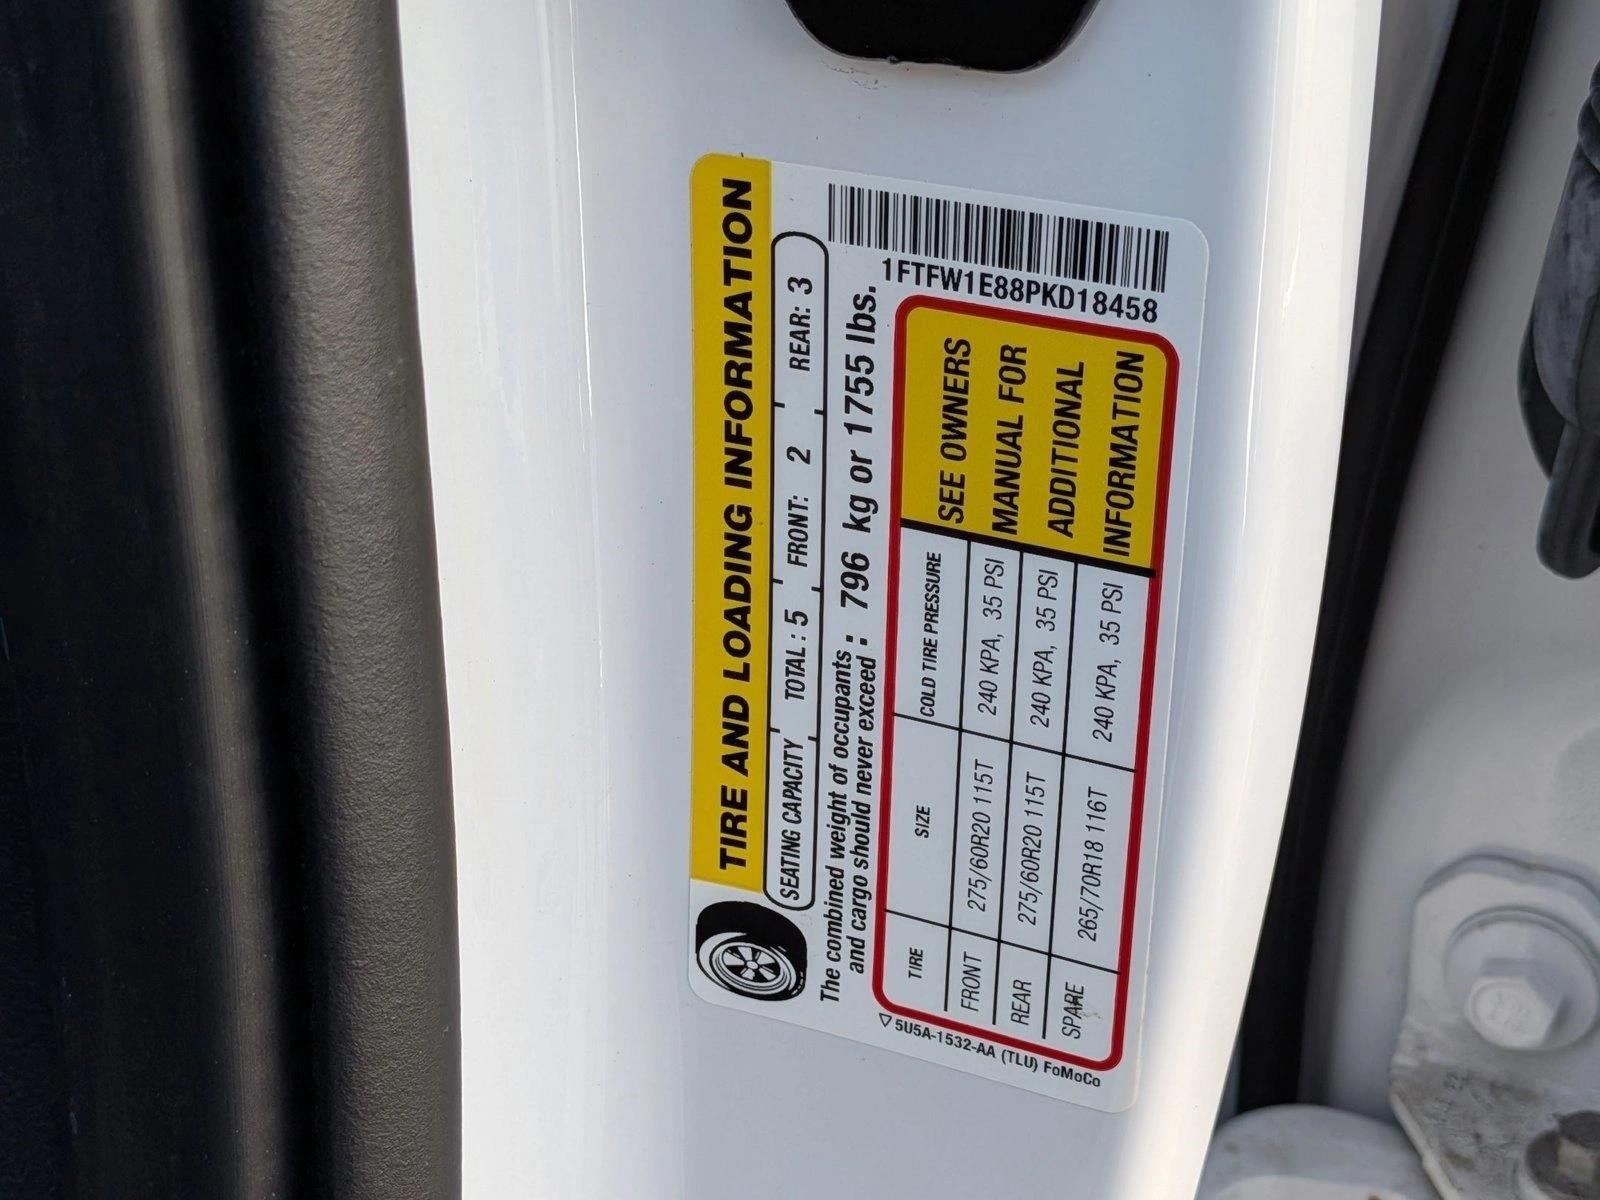 TIRE AND LOADING INFORMATION
SEATING CAPACITY TOTAL : 5 FRONT: 2 REAR: 3
The combined weight of occupants
and cargo should never exceed : 796 kg or 1755 lbs.
1FTFW1E88PKD18458
TIRE SIZE COLD TIRE PRESSURE
FRONT 275/60R20 115T 240 KPA, 35 PSI
REAR 275/60R20 115T 240 KPA, 35 PSI
SPARE 265/70R18 116T 240 KPA, 35 PSI
SEE OWNERS
MANUAL FOR
ADDITIONAL
INFORMATION
5U5A-1532-AA (TLU) FoMoCo